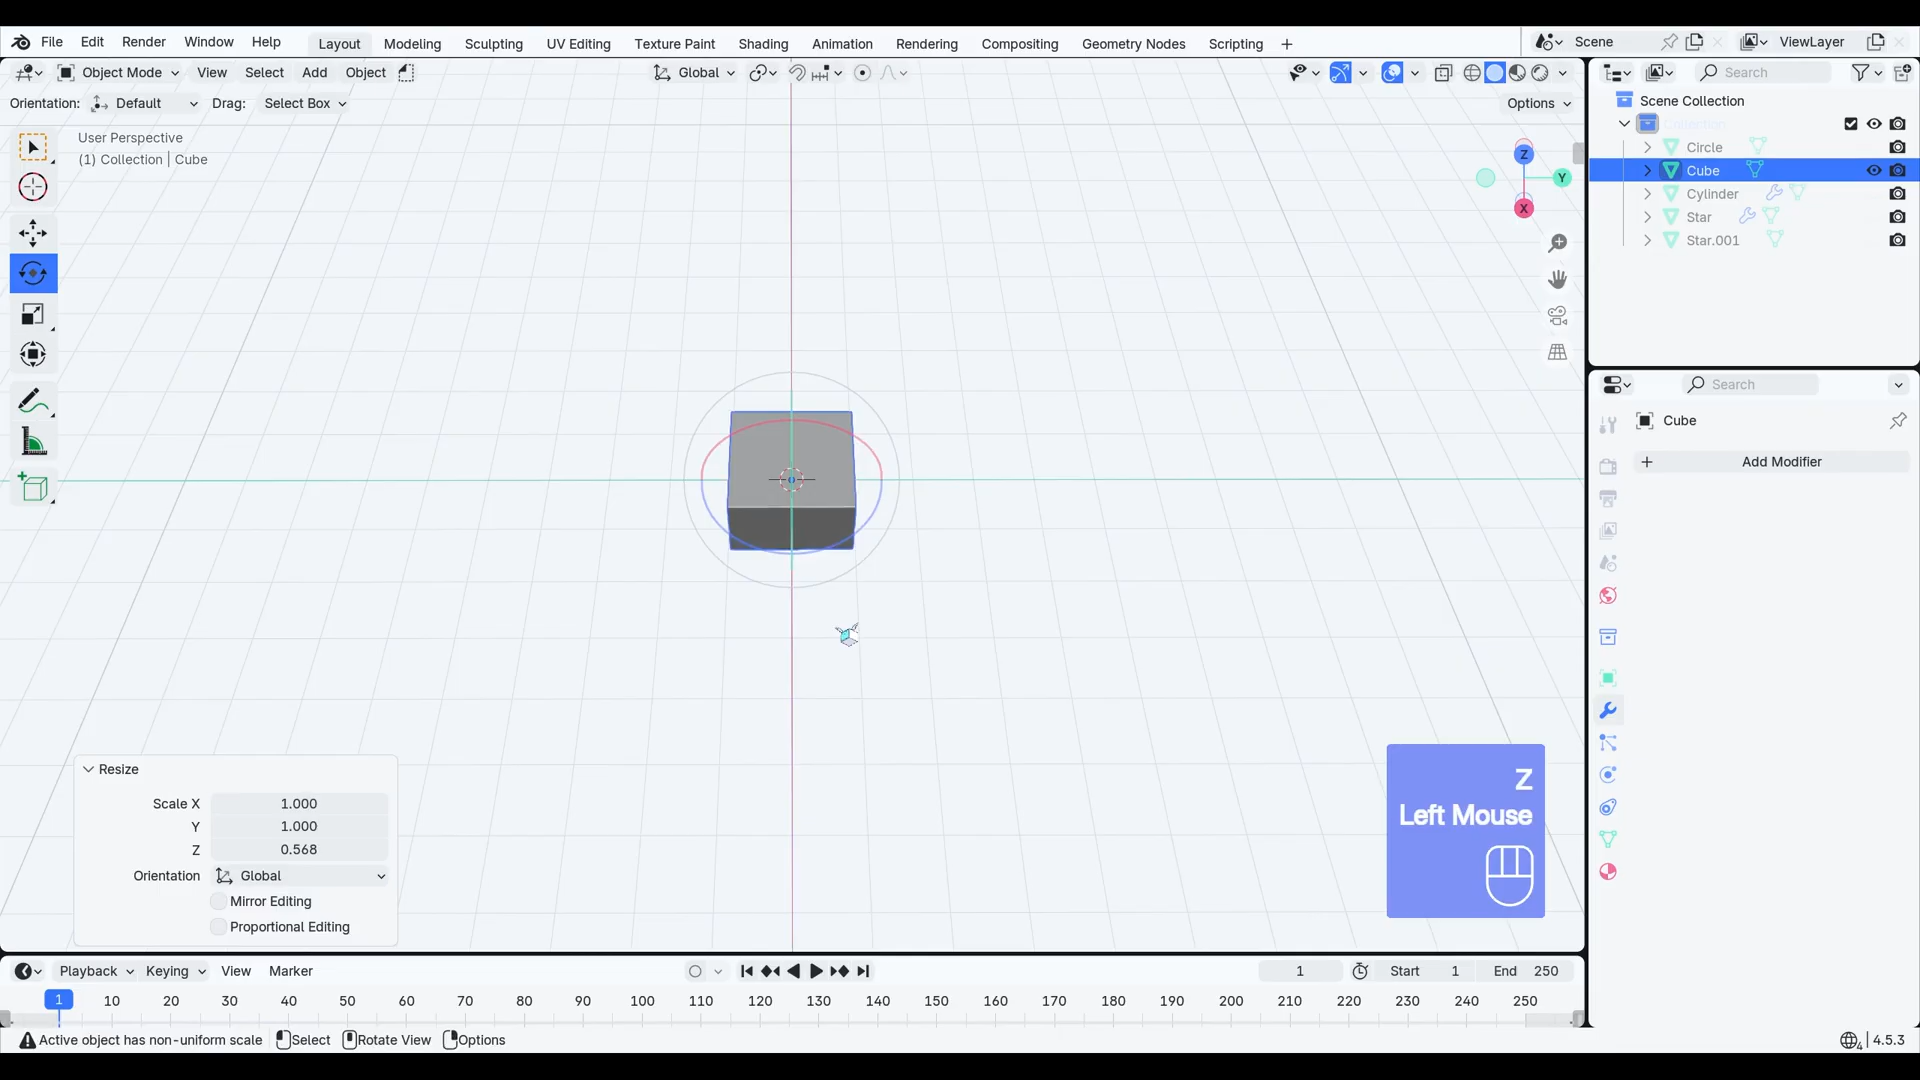 File Edit Render Window Help Layout Modeling Sculpting UV Editing Texture Paint Shading Animation Rendering Compositing Geometry Nodes Scripting + Scene ViewLayer
Object Mode View Select Add Object Global Search
Orientation: Default Drag: Select Box Options
Scene Collection
Collection
User Perspective
(1) Collection | Cube
Z
Y
X
Circle
Cube
Cylinder
Star
Star.001
Search
Cube
+ Add Modifier
Resize
Scale X 1.000
Y 1.000
Z 0.568
Orientation Global
Mirror Editing
Proportional Editing
Z
Left Mouse
Playback Keying View Marker 1 Start 1 End 250
1 10 20 30 40 50 60 70 80 90 100 110 120 130 140 150 160 170 180 190 200 210 220 230 240 250
Active object has non-uniform scale Select Rotate View Options 4 4.5.3